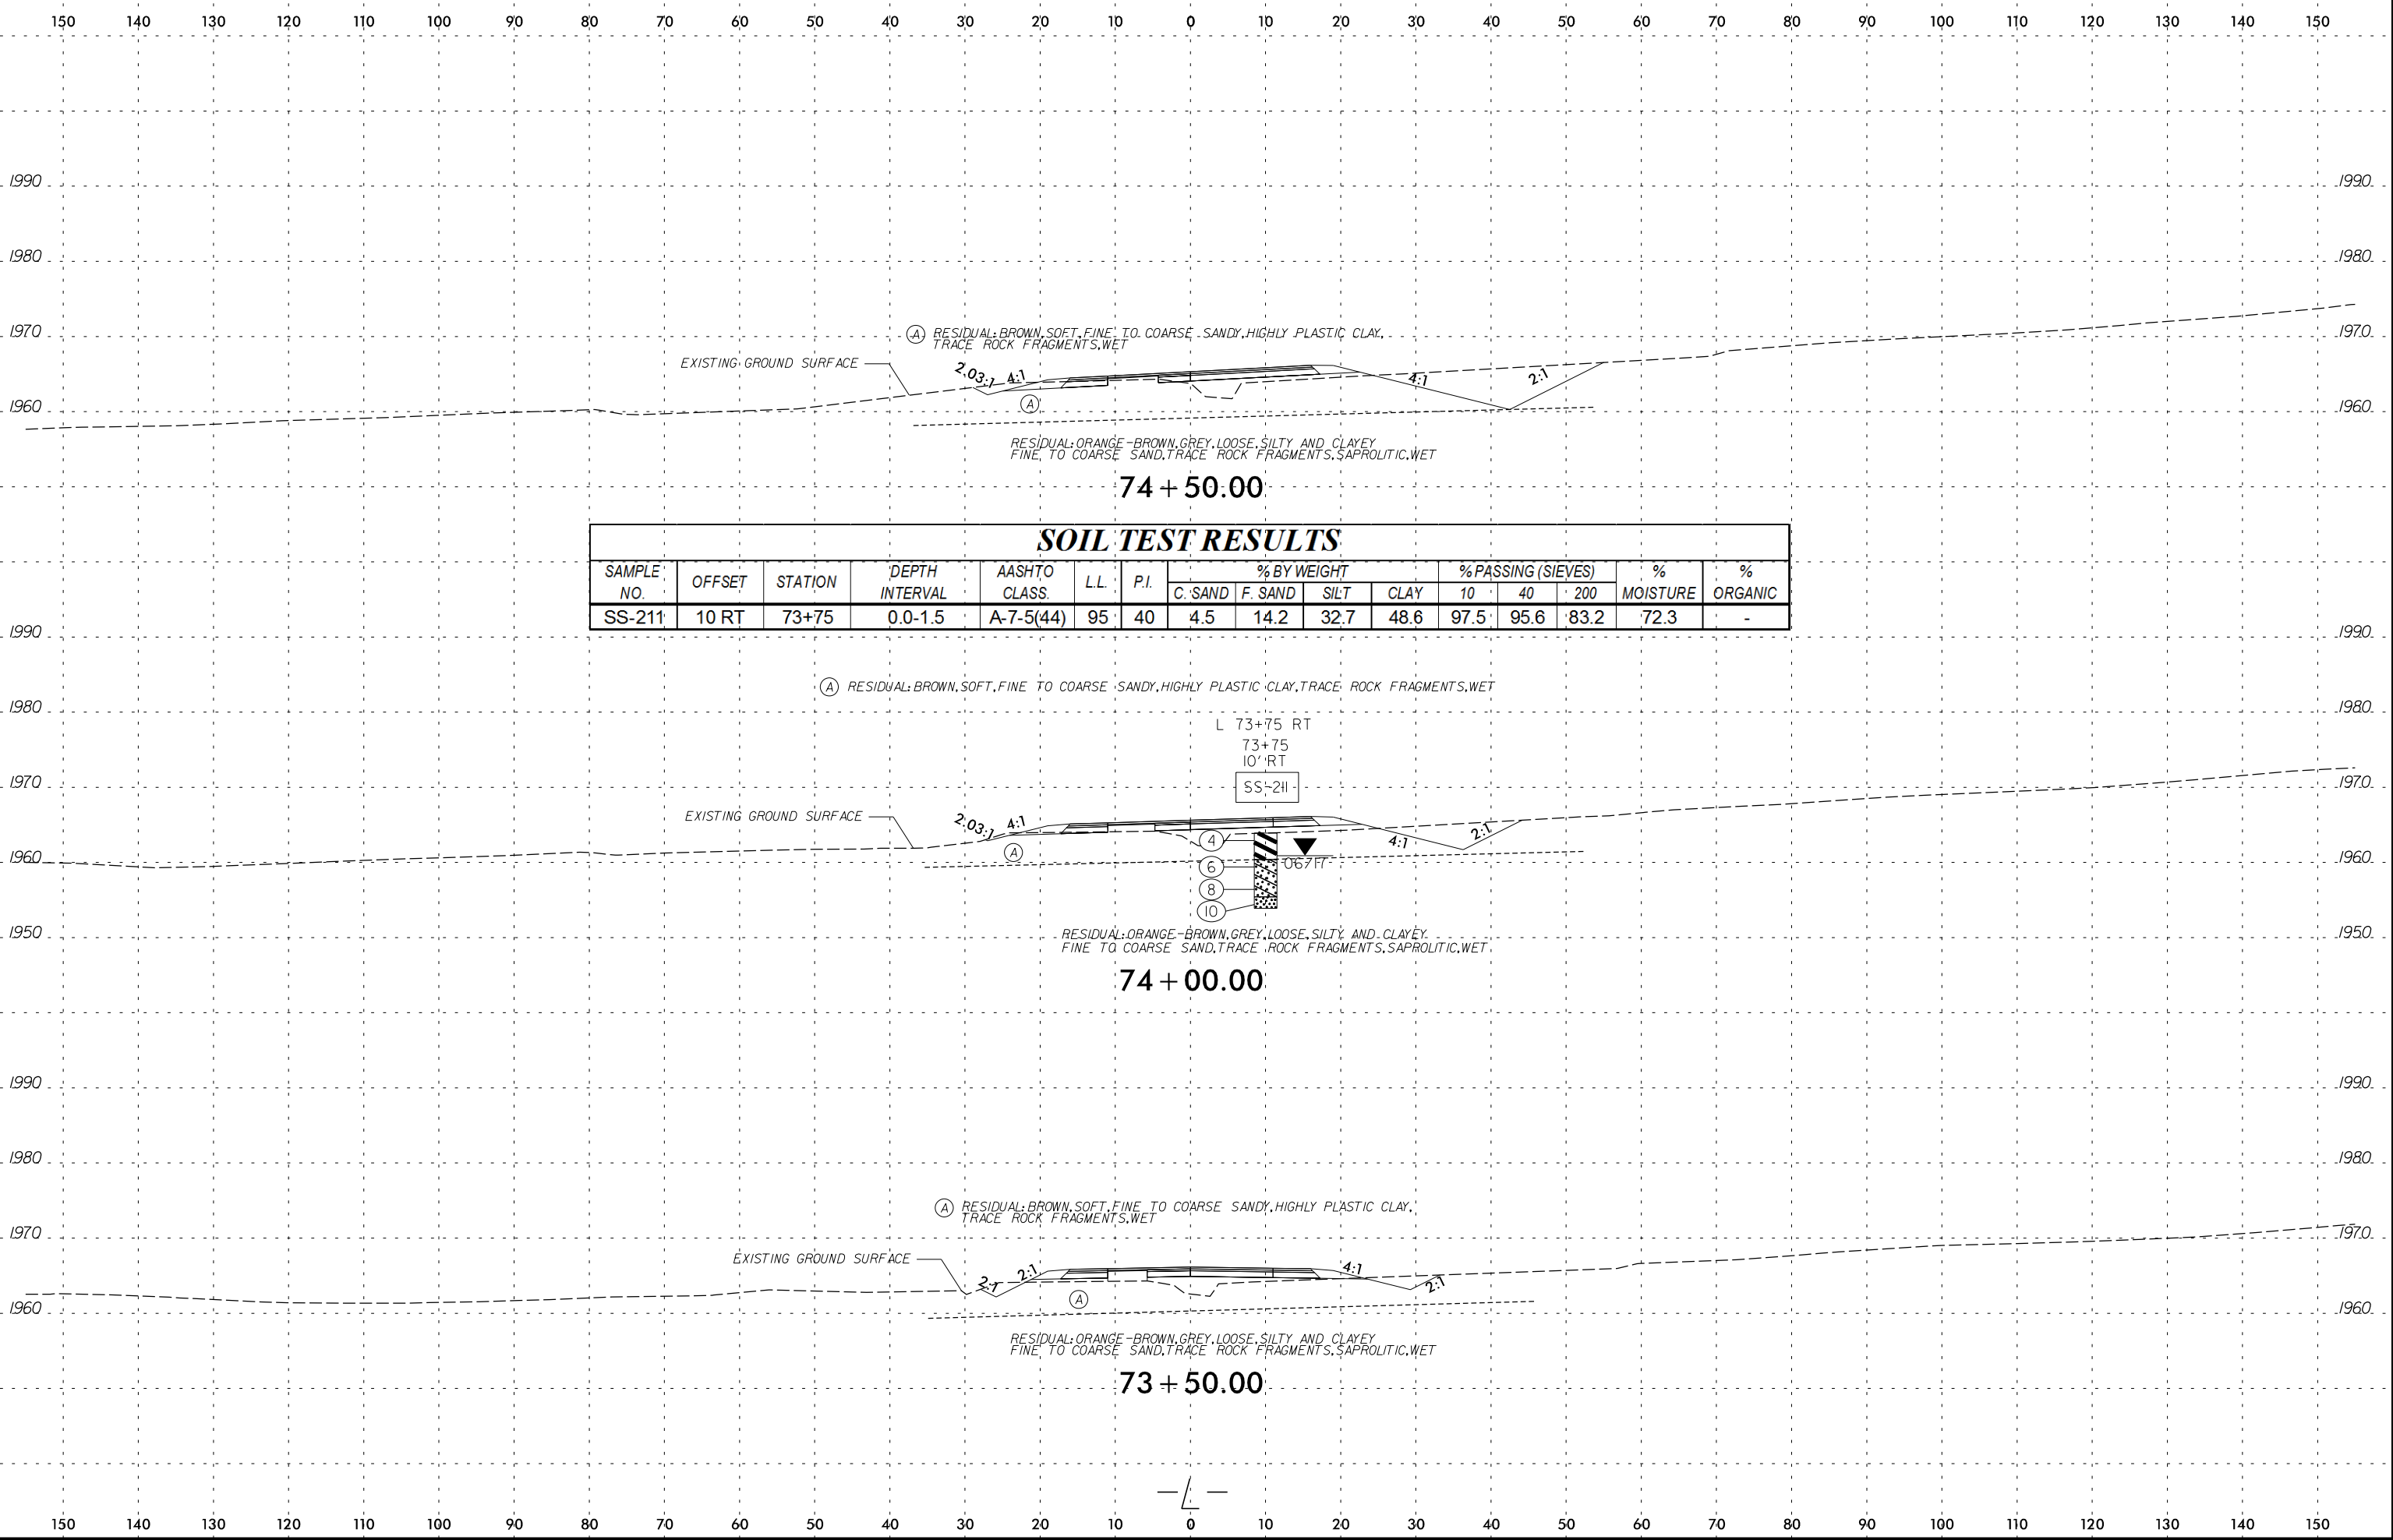 150 140 130 120 110 100 90 80 70 60 50 40 30 20 10 0 10 20 30 40 50 60 70 80 90 100 110 120 130 140 150
1990 1990
1980 1980
1970 1970
A RESIDUAL: BROWN, SOFT, FINE TO COARSE SANDY, HIGHLY PLASTIC CLAY,
TRACE ROCK FRAGMENTS, WET
EXISTING GROUND SURFACE
2.03:1 4:1 4:1 2:1
A
1960 1960
RESIDUAL: ORANGE-BROWN, GREY, LOOSE, SILTY AND CLAYEY
FINE TO COARSE SAND, TRACE ROCK FRAGMENTS, SAPROLITIC, WET
74+50.00
SOIL TEST RESULTS
SAMPLE NO. OFFSET STATION DEPTH INTERVAL AASHTO CLASS. L.L. P.I. % BY WEIGHT % PASSING (SIEVES) % MOISTURE % ORGANIC
C. SAND F. SAND SILT CLAY 10 40 200
SS-211 10 RT 73+75 0.0-1.5 A-7-5(44) 95 40 4.5 14.2 32.7 48.6 97.5 95.6 83.2 72.3 -
1990 1990
A RESIDUAL: BROWN, SOFT, FINE TO COARSE SANDY, HIGHLY PLASTIC CLAY, TRACE ROCK FRAGMENTS, WET
1980 1980
L 73+75 RT
73+75
10' RT
SS-211
1970 1970
EXISTING GROUND SURFACE
2.03:1 4:1 4:1 2:1
A
4
1960 1960
6 06/17
8
10
RESIDUAL: ORANGE-BROWN, GREY, LOOSE, SILTY AND CLAYEY
FINE TO COARSE SAND, TRACE ROCK FRAGMENTS, SAPROLITIC, WET
1950 1950
74+00.00
1990 1990
1980 1980
A RESIDUAL: BROWN, SOFT, FINE TO COARSE SANDY, HIGHLY PLASTIC CLAY,
TRACE ROCK FRAGMENTS, WET
1970 1970
EXISTING GROUND SURFACE
2:1 2:1 4:1 2:1
A
1960 1960
RESIDUAL: ORANGE-BROWN, GREY, LOOSE, SILTY AND CLAYEY
FINE TO COARSE SAND, TRACE ROCK FRAGMENTS, SAPROLITIC, WET
73+50.00
-L-
150 140 130 120 110 100 90 80 70 60 50 40 30 20 10 0 10 20 30 40 50 60 70 80 90 100 110 120 130 140 150